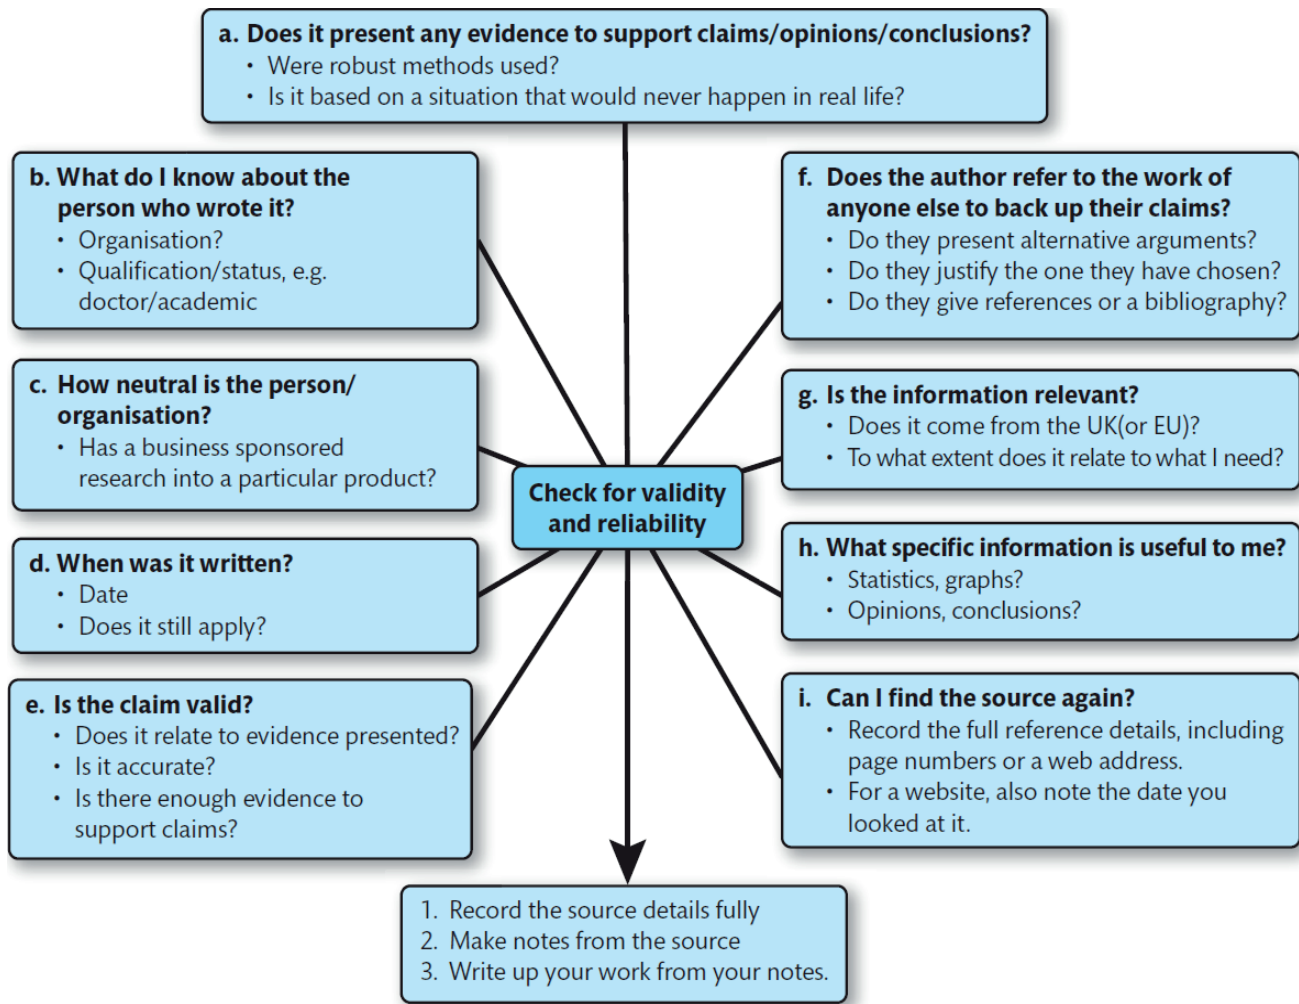 a. Does it present any evidence to support claims/opinions/conclusions?
• Were robust methods used?
• Is it based on a situation that would never happen in real life?
b. What do I know about the
person who wrote it?
• Organisation?
• Qualification/status, e.g.
doctor/academic
c. How neutral is the person/
organisation?
• Has a business sponsored
research into a particular product?
d. When was it written?
• Date
• Does it still apply?
e. Is the claim valid?
• Does it relate to evidence presented?
• Is it accurate?
• Is there enough evidence to
support claims?
Check for validity
and reliability
f. Does the author refer to the work of
anyone else to back up their claims?
• Do they present alternative arguments?
• Do they justify the one they have chosen?
• Do they give references or a bibliography?
g. Is the information relevant?
• Does it come from the UK(or EU)?
• To what extent does it relate to what I need?
h. What specific information is useful to me?
• Statistics, graphs?
• Opinions, conclusions?
i. Can I find the source again?
• Record the full reference details, including
page numbers or a web address.
• For a website, also note the date you
looked at it.
1. Record the source details fully
2. Make notes from the source
3. Write up your work from your notes.